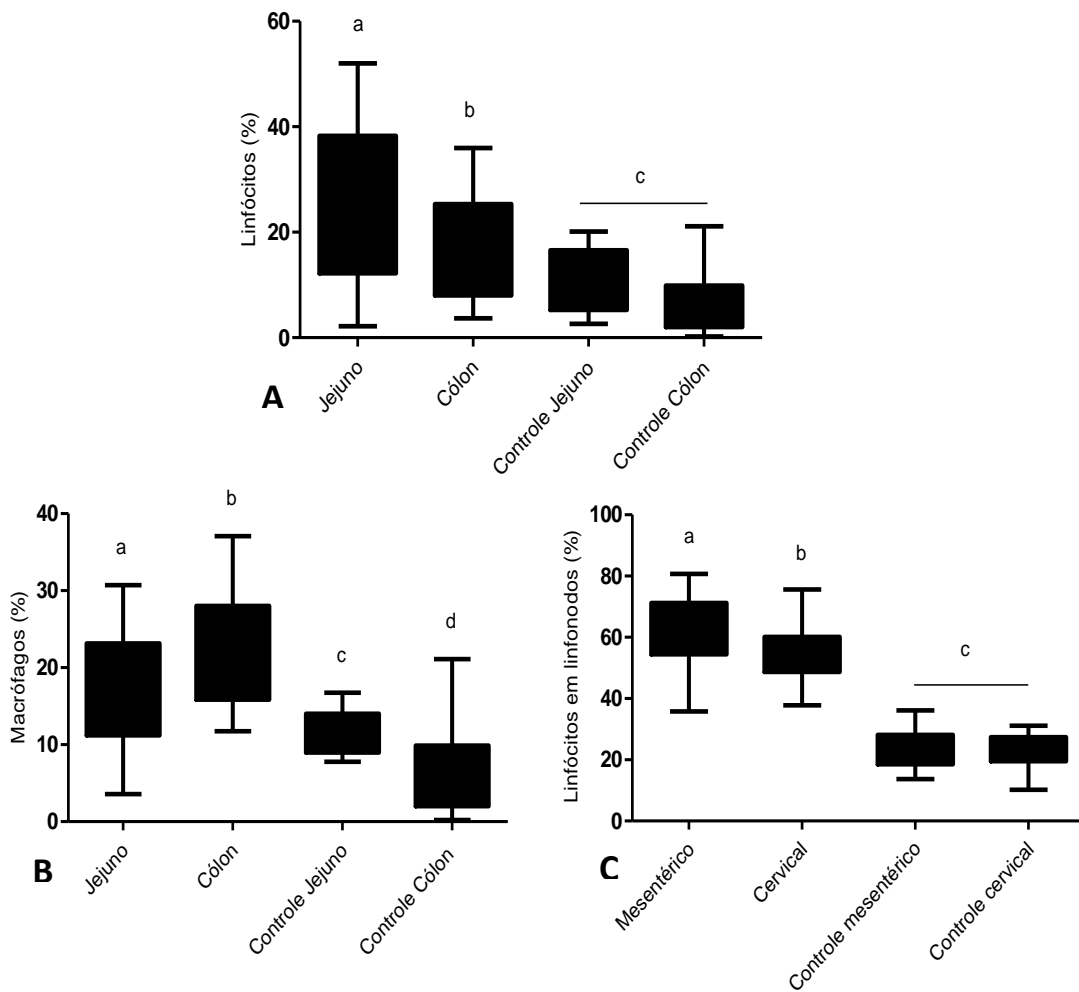 60
40
20
0
Linfócitos (%)
a
b
c
Jejuno
Cólon
Controle Jejuno
Controle Cólon
A
40
30
20
10
0
Macrófagos (%)
a
b
c
d
Jejuno
Cólon
Controle Jejuno
Controle Cólon
B
100
80
60
40
20
0
Linfócitos em linfonodos (%)
a
b
c
Mesentérico
Cervical
Controle mesentérico
Controle cervical
C